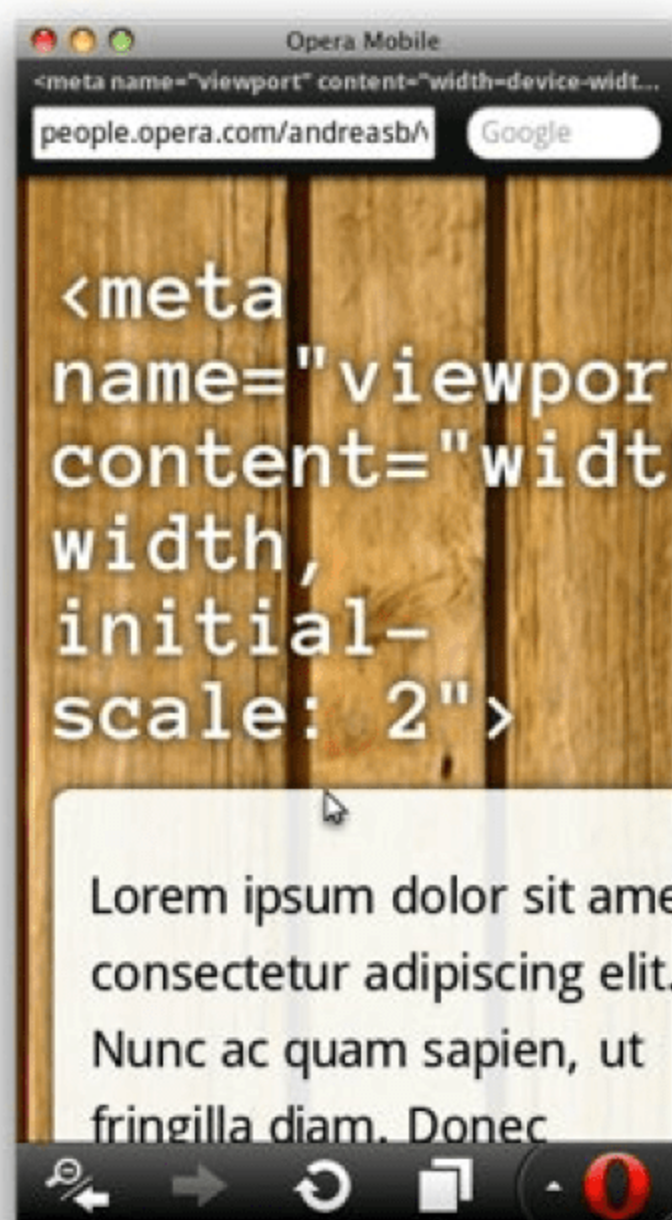 Opera Mobile
<meta name="viewport" content="width=device-widt...
people.opera.com/andreasb/
Google
<meta
name="viewpor
content="widt
width,
initial-
scale: 2">
Lorem ipsum dolor sit ame
consectetur adipiscing elit.
Nunc ac quam sapien, ut
fringilla diam. Donec